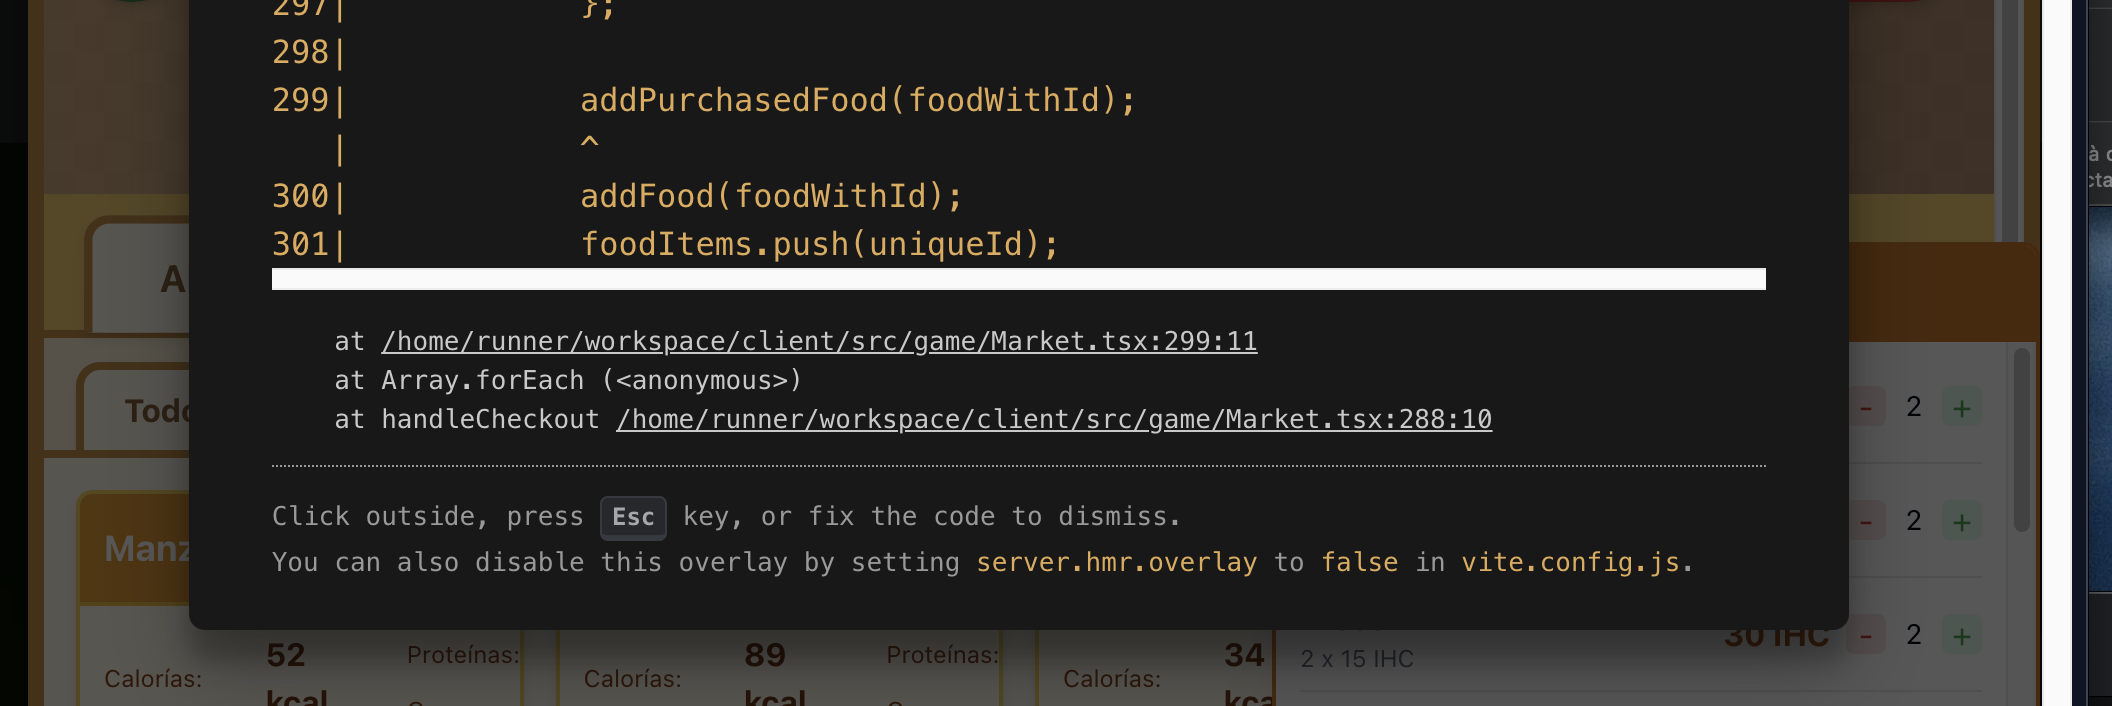 297|             };
298|
299|             addPurchasedFood(foodWithId);
   |             ^
300|             addFood(foodWithId);
301|             foodItems.push(uniqueId);
at /home/runner/workspace/client/src/game/Market.tsx:299:11
at Array.forEach (<anonymous>)
at handleCheckout /home/runner/workspace/client/src/game/Market.tsx:288:10
Click outside, press Esc key, or fix the code to dismiss.
You can also disable this overlay by setting server.hmr.overlay to false in vite.config.js.
- 2 +
- 2 +
30 IHC - 2 +
2 x 15 IHC
Calorías: 52 kcal Proteínas:
Calorías: 89 kcal Proteínas:
Calorías: 34